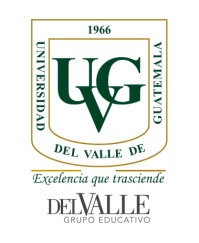 1966
UNIVERSIDAD
UVG
GUATEMALA
DEL VALLE DE
Excelencia que trasciende
DELVALLE
GRUPO EDUCATIVO